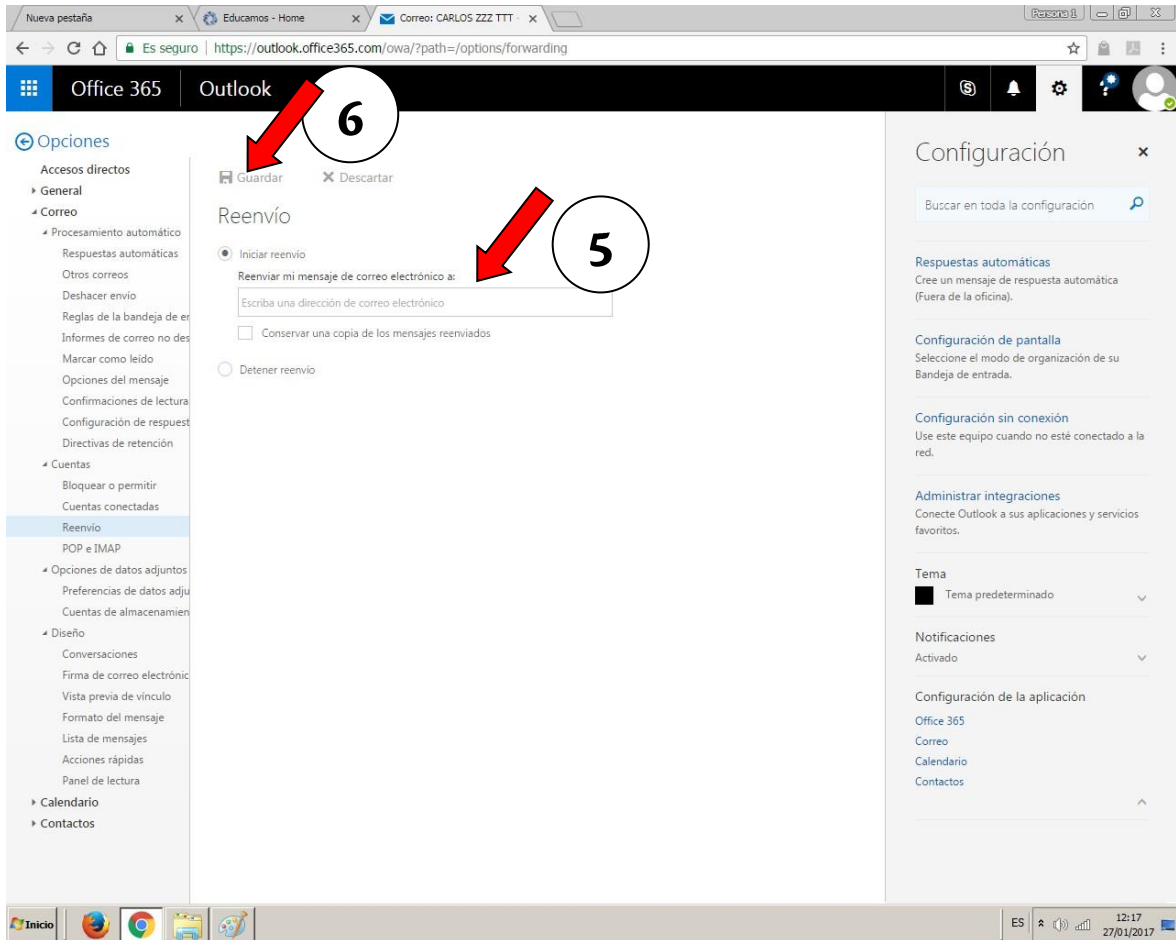 Nueva pestaña
Educamos - Home
Correo: CARLOS ZZZ TTT -
Persona 1
Es seguro
https://outlook.office365.com/owa/?path=/options/forwarding
Office 365
Outlook
6
Opciones
Accesos directos
General
Correo
Procesamiento automático
Respuestas automáticas
Otros correos
Deshacer envío
Reglas de la bandeja de er
Informes de correo no des
Marcar como leído
Opciones del mensaje
Confirmaciones de lectura
Configuración de respuest
Directivas de retención
Cuentas
Bloquear o permitir
Cuentas conectadas
Reenvío
POP e IMAP
Opciones de datos adjuntos
Preferencias de datos adju
Cuentas de almacenamien
Diseño
Conversaciones
Firma de correo electrónic
Vista previa de vínculo
Formato del mensaje
Lista de mensajes
Acciones rápidas
Panel de lectura
Calendario
Contactos
Guardar
Descartar
Reenvío
5
Iniciar reenvío
Reenviar mi mensaje de correo electrónico a:
Escriba una dirección de correo electrónico
Conservar una copia de los mensajes reenviados
Detener reenvío
Configuración
Buscar en toda la configuración
Respuestas automáticas
Cree un mensaje de respuesta automática
(Fuera de la oficina).
Configuración de pantalla
Seleccione el modo de organización de su
Bandeja de entrada.
Configuración sin conexión
Use este equipo cuando no esté conectado a la
red.
Administrar integraciones
Conecte Outlook a sus aplicaciones y servicios
favoritos.
Tema
Tema predeterminado
Notificaciones
Activado
Configuración de la aplicación
Office 365
Correo
Calendario
Contactos
Inicio
ES
12:17
27/01/2017